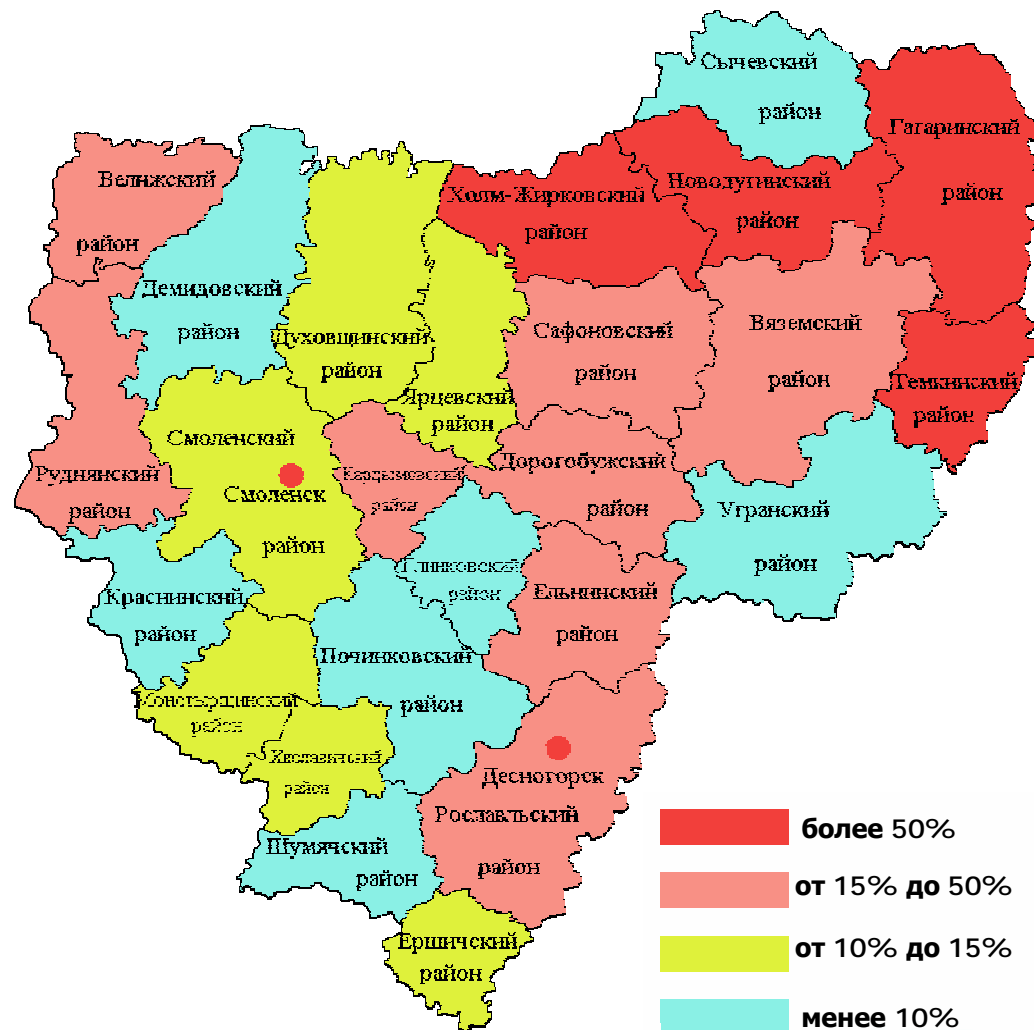 Сычевский
район
Гагаринский
район
Велижский
район
Холм-Жирковский
район
Новодугинский
район
Демидовский
район
Духовщинский
район
Сафоновский
район
Вяземский
район
Темкинский
район
Ярцевский
район
Смоленский
Смоленск
район
Руднянский
район
Кардымовский
район
Дорогобужский
район
Угранский
район
Глинковский
район
Ельнинский
район
Краснинский
район
Починковский
район
Монстырщинский
район
Хиславичский
район
Десногорск
Рославльский
район
Шумячский
район
Ершичский
район
более 50%
от 15% до 50%
от 10% до 15%
менее 10%